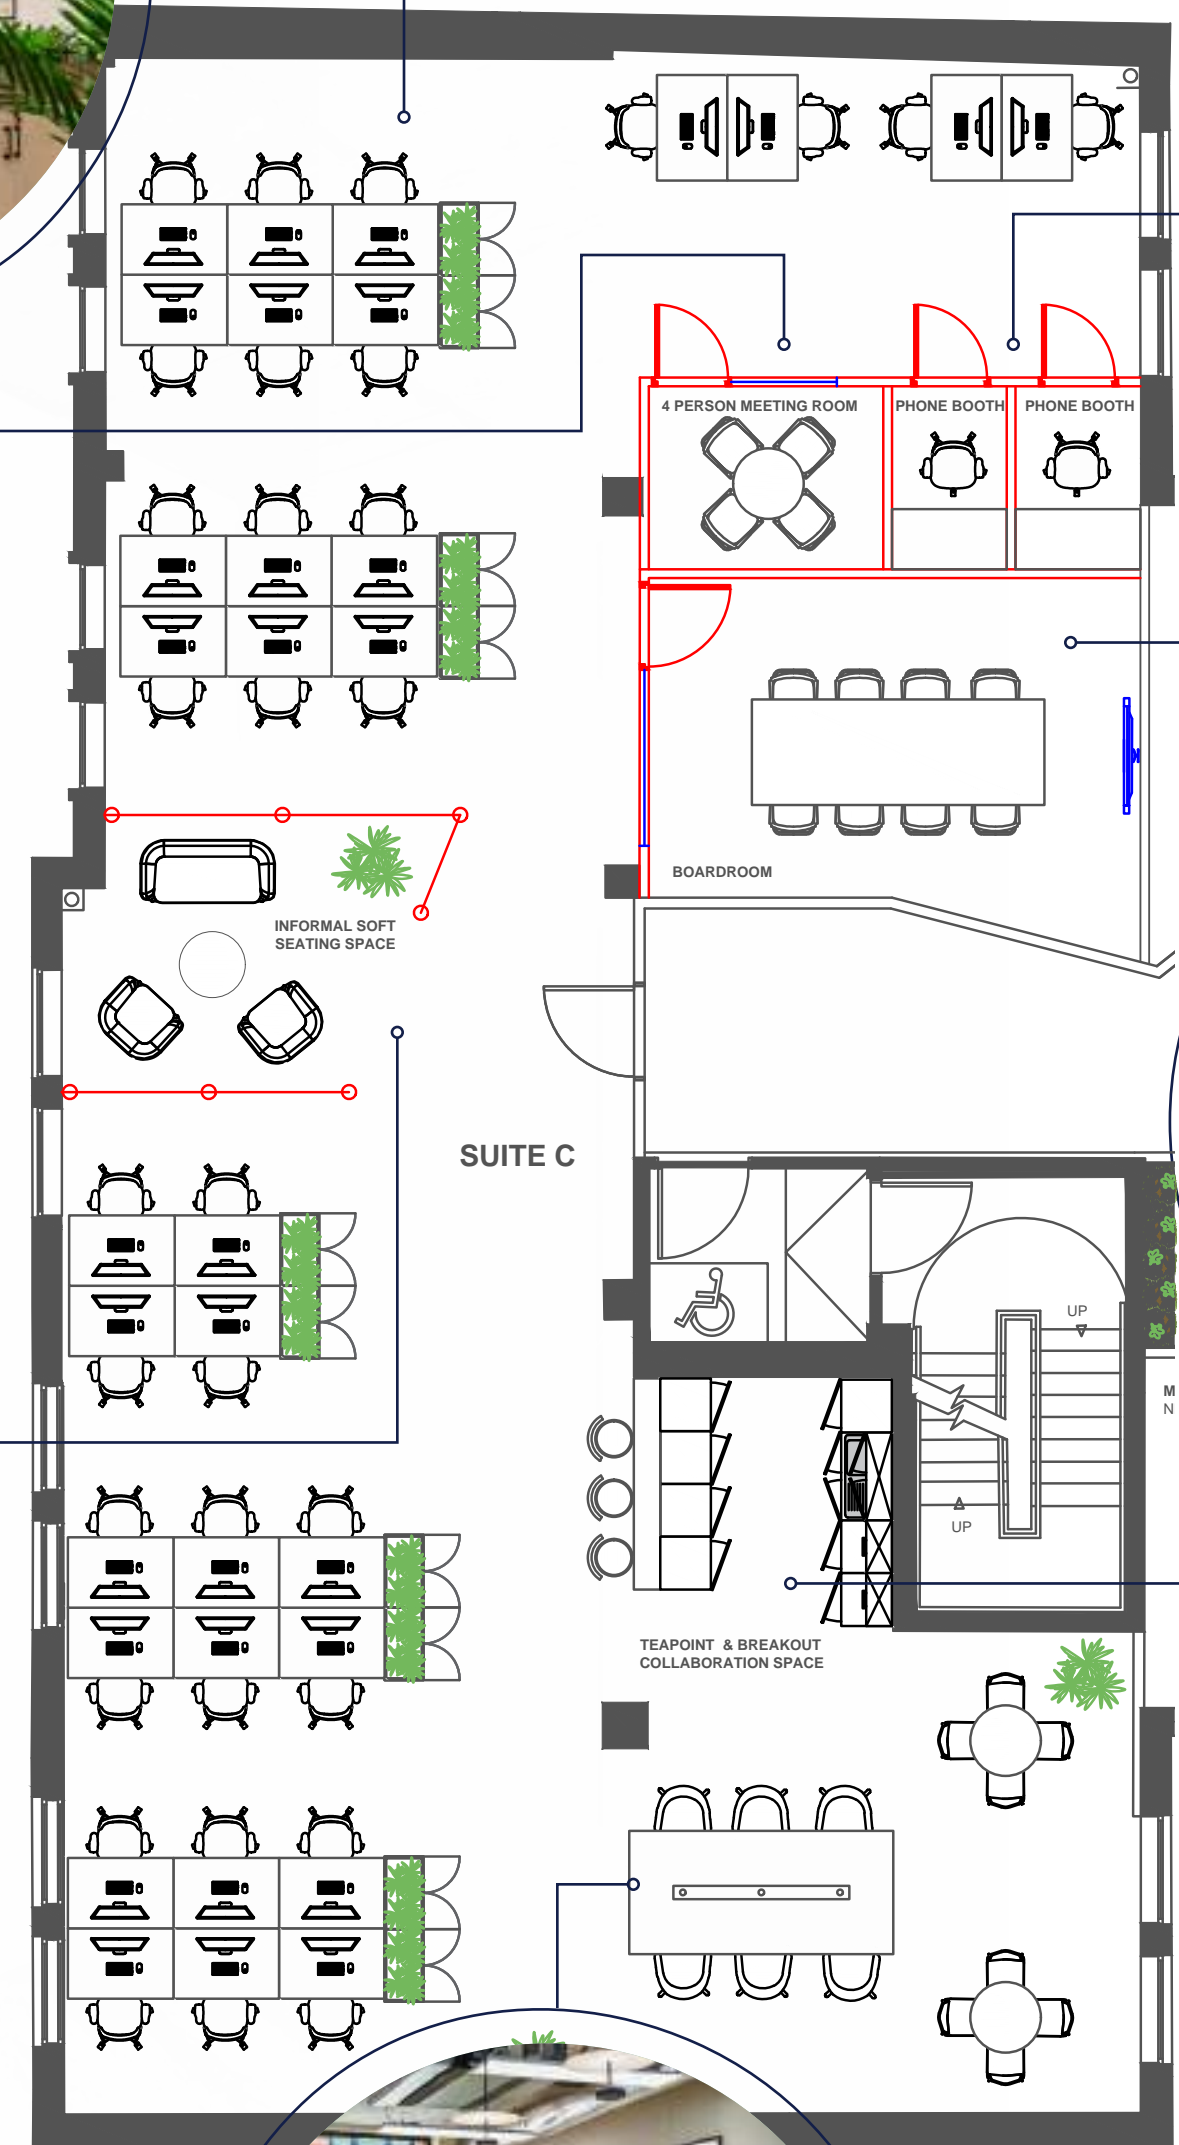 4 PERSON MEETING ROOM
PHONE BOOTH
PHONE BOOTH
BOARDROOM
INFORMAL SOFT
SEATING SPACE
SUITE C
UP
UP
M
N
TEAPOINT & BREAKOUT
COLLABORATION SPACE